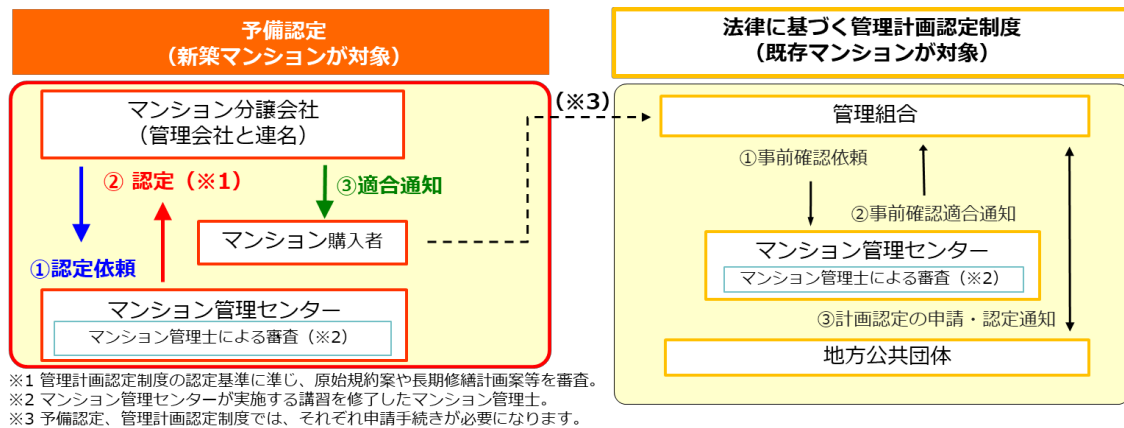 予備認定
(新築マンションが対象)
マンション分譲会社
(管理会社と連名)
② 認定(※1)
③適合通知
マンション購入者
①認定依頼
マンション管理センター
マンション管理士による審査(※2)
(※3)
法律に基づく管理計画認定制度
(既存マンションが対象)
管理組合
①事前確認依頼
②事前確認適合通知
マンション管理センター
マンション管理士による審査(※2)
③計画認定の申請・認定通知
地方公共団体
※1 管理計画認定制度の認定基準に準じ、原始規約案や長期修繕計画案等を審査。
※2 マンション管理センターが実施する講習を修了したマンション管理士。
※3 予備認定、管理計画認定制度では、それぞれ申請手続きが必要になります。